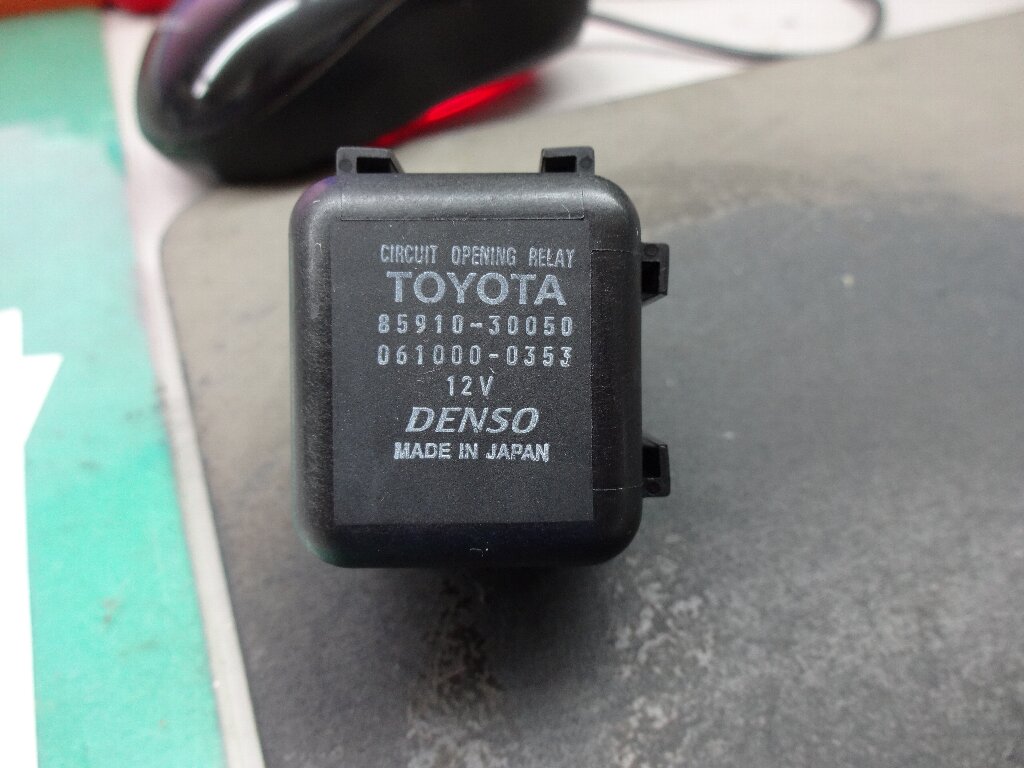 CIRCUIT OPENING RELAY
TOYOTA
85910-30050
061000-0353
12V
DENSO
MADE IN JAPAN